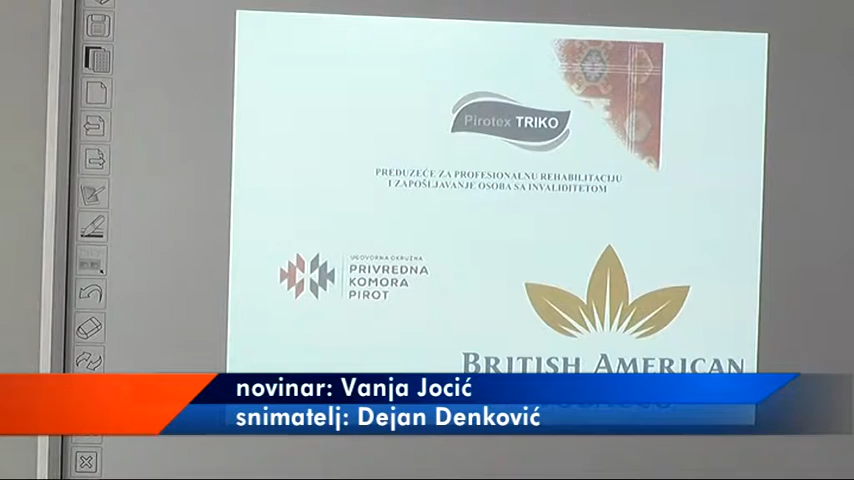 Pirotex TRIKO
PREDUZEĆE ZA PROFESIONALNU REHABILITACIJU
I ZAPOŠLJAVANJE OSOBA SA INVALIDITETOM
UGOVORNA OKRUŽNA
PRIVREDNA
KOMORA
PIROT
BRITISH AMERICAN
novinar: Vanja Jocić
snimatelj: Dejan Denković